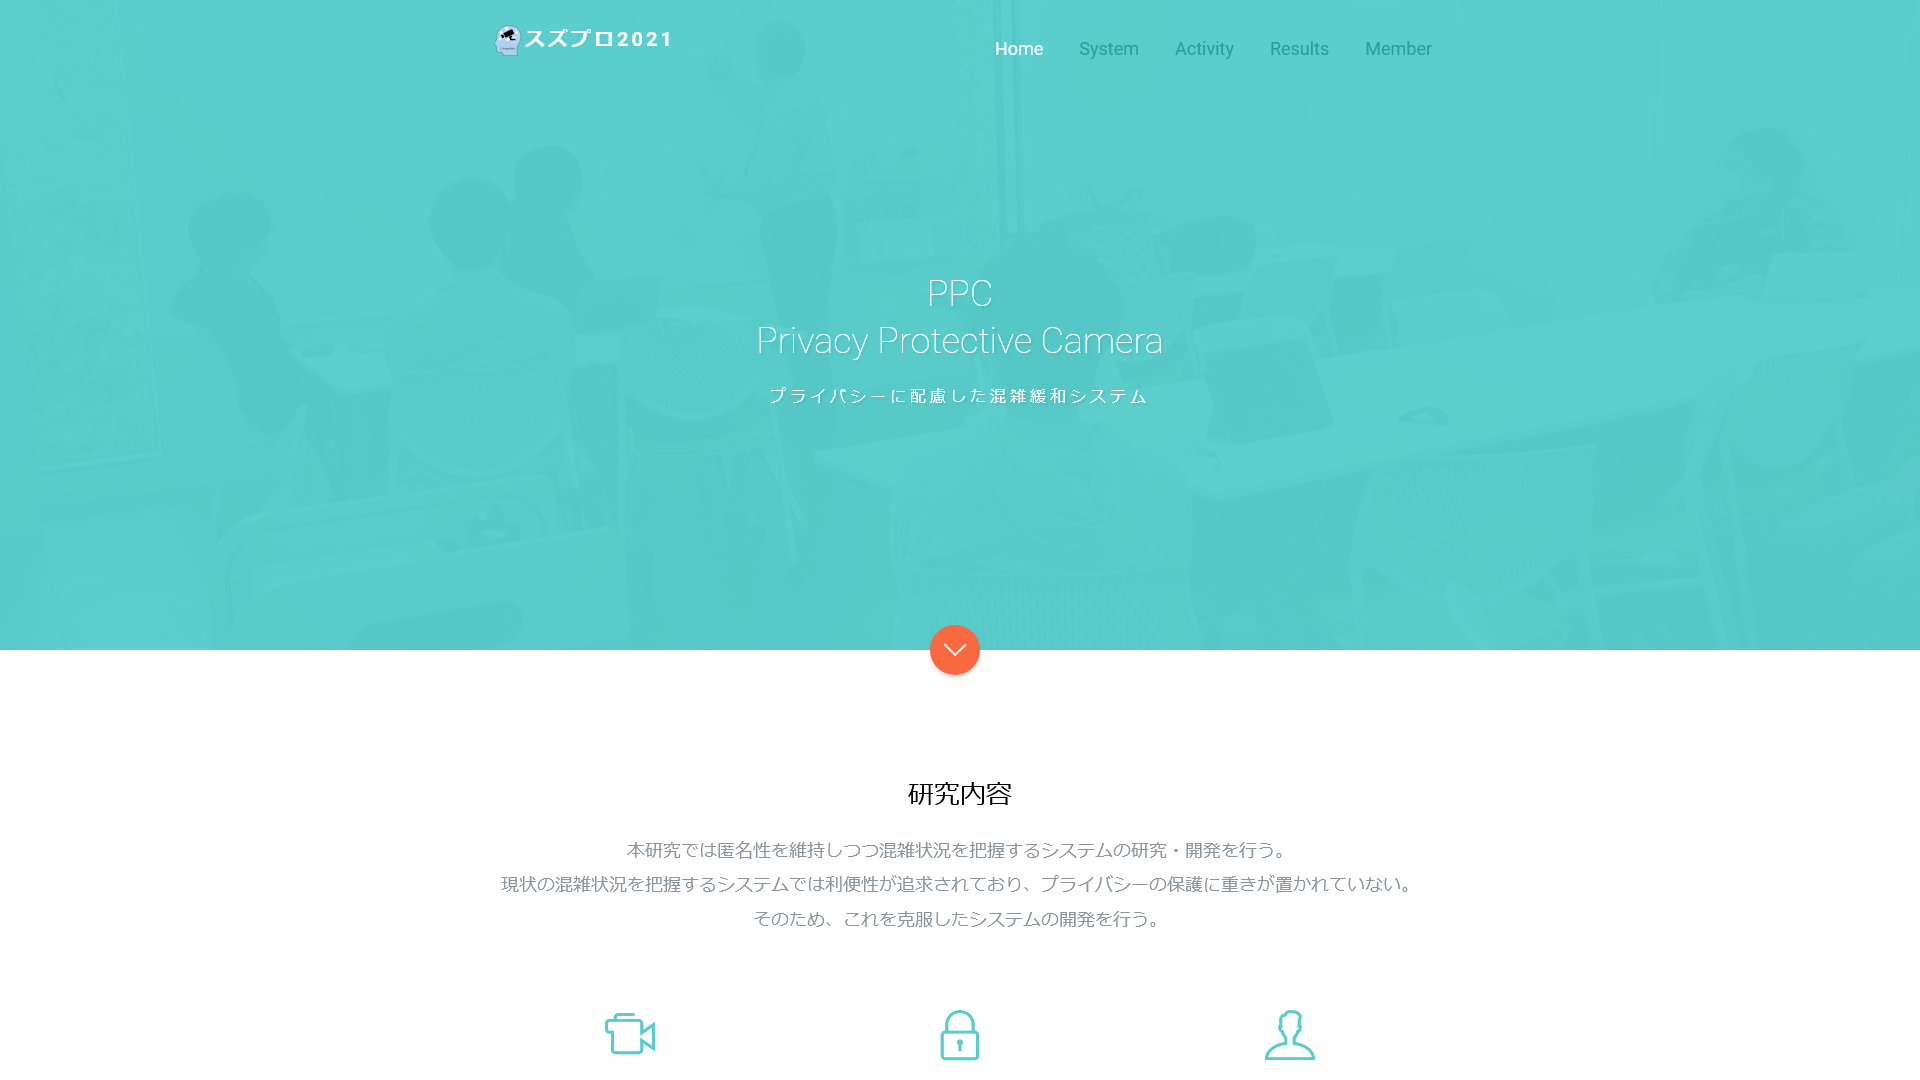 スズプロ2021
Home
System
Activity
Results
Member
PPC
Privacy Protective Camera
プライバシーに配慮した混雑緩和システム
研究内容
本研究では匿名性を維持しつつ混雑状況を把握するシステムの研究・開発を行う。
現状の混雑状況を把握するシステムでは利便性が追求されており、プライバシーの保護に重きが置かれていない。
そのため、これを克服したシステムの開発を行う。